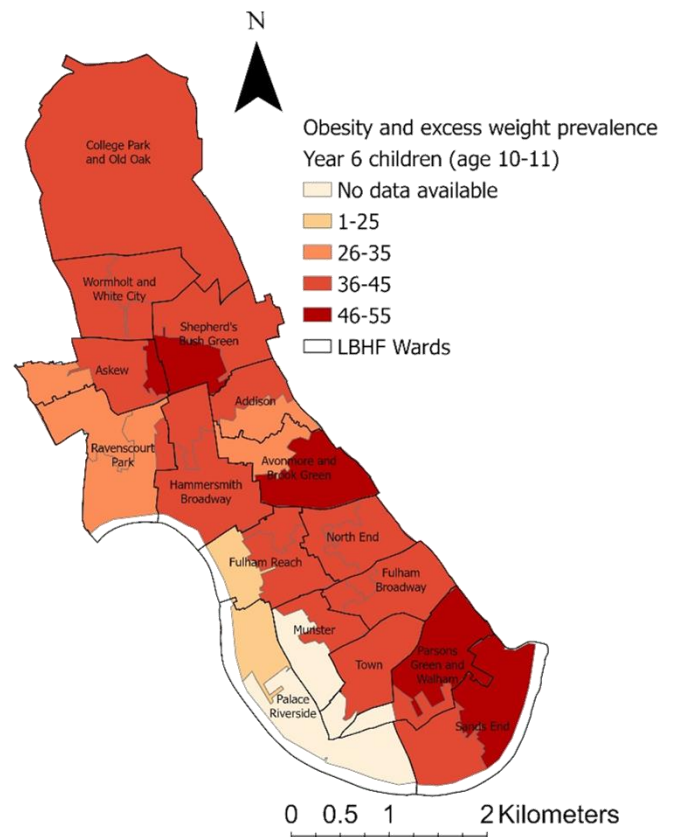 N
Obesity and excess weight prevalence
Year 6 children (age 10-11)
No data available
1-25
26-35
36-45
46-55
LBHF Wards
College Park
and Old Oak
Wormholt and
White City
Shepherd's
Bush Green
Askew
Addison
Ravenscourt
Park
Avonmore and
Brook Green
Hammersmith
Broadway
North End
Fulham Reach
Fulham
Broadway
Munster
Town
Parsons
Green and
Walham
Palace
Riverside
Sands End
0 0.5 1 2 Kilometers